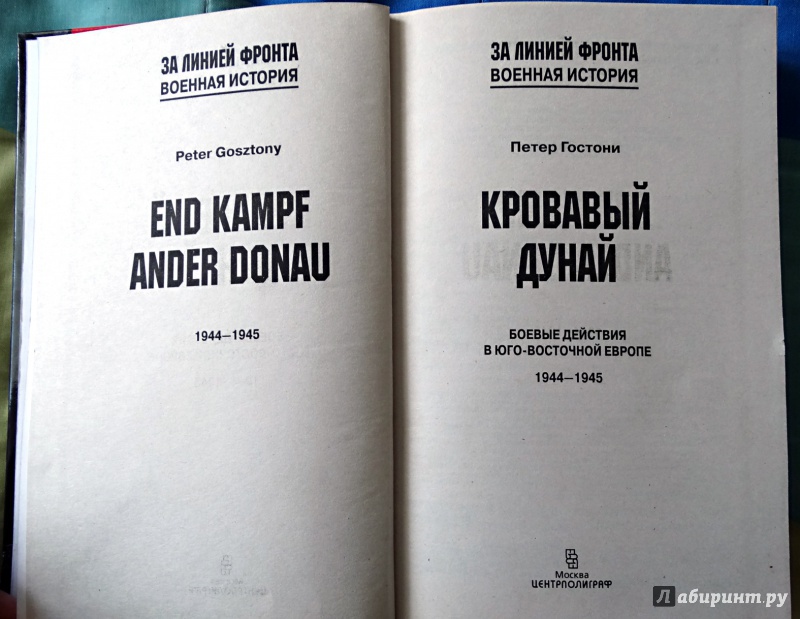 ЗА ЛИНИЕЙ ФРОНТА
ВОЕННАЯ ИСТОРИЯ
Peter Gosztony
END KAMPF
ANDER DONAU
1944–1945
ЗА ЛИНИЕЙ ФРОНТА
ВОЕННАЯ ИСТОРИЯ
Петер Гостони
КРОВАВЫЙ
ДУНАЙ
БОЕВЫЕ ДЕЙСТВИЯ
В ЮГО-ВОСТОЧНОЙ ЕВРОПЕ
1944–1945
Москва
ЦЕНТРПОЛИГРАФ
Лабиринт.ру